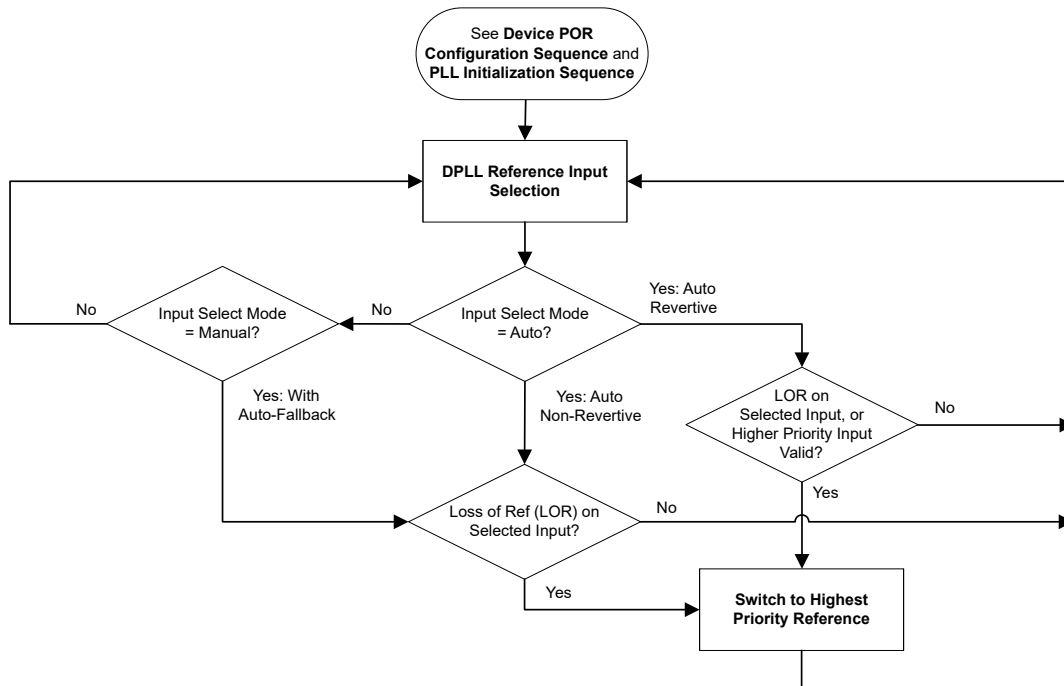 See Device POR
Configuration Sequence and
PLL Initialization Sequence
DPLL Reference Input
Selection
No
Input Select Mode
= Manual?
No
Input Select Mode
= Auto?
Yes: Auto
Revertive
Yes: With
Auto-Fallback
Yes: Auto
Non-Revertive
LOR on
Selected Input, or
Higher Priority Input
Valid?
No
Yes
Loss of Ref (LOR) on
Selected Input?
No
Yes
Switch to Highest
Priority Reference